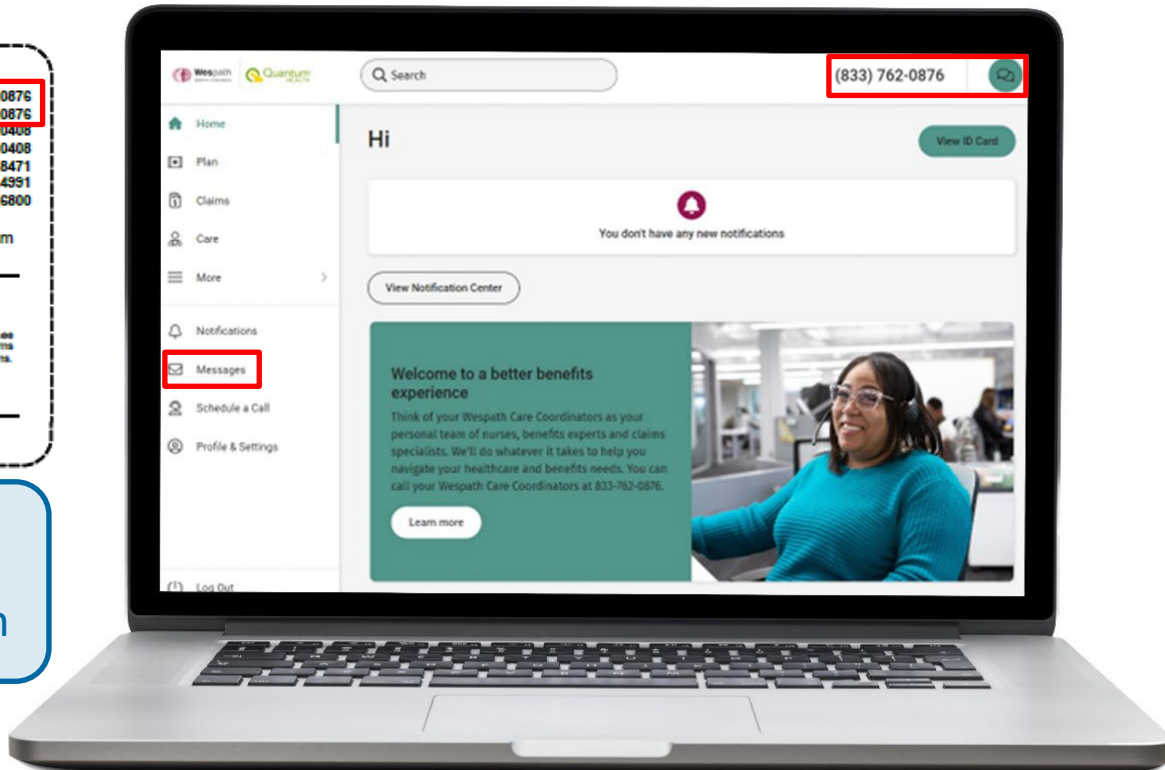 0876
0876
0408
0408
8471
4991
6800
m
ns.
n
Wespath
Quantum
HEALTH
Search
(833) 762-0876
Home
Plan
Claims
Care
More
Notifications
Messages
Schedule a Call
Profile & Settings
Log Out
Hi
View ID Card
You don't have any new notifications
View Notification Center
Welcome to a better benefits
experience
Think of your Wespath Care Coordinators as your
personal team of nurses, benefits experts and claims
specialists. We'll do whatever it takes to help you
navigate your healthcare and benefits needs. You can
call your Wespath Care Coordinators at 833-762-0876.
Learn more